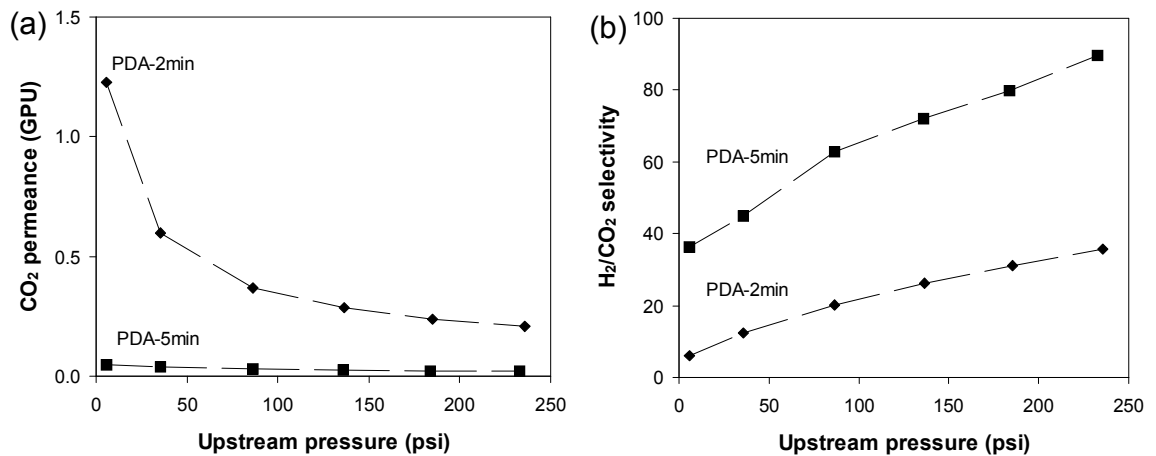 (a)
CO₂ permeance (GPU)
1.5
1.0
0.5
0.0
PDA-2min
PDA-5min
0 50 100 150 200 250
Upstream pressure (psi)
(b)
H₂/CO₂ selectivity
100
80
60
40
20
0
PDA-5min
PDA-2min
0 50 100 150 200 250
Upstream pressure (psi)